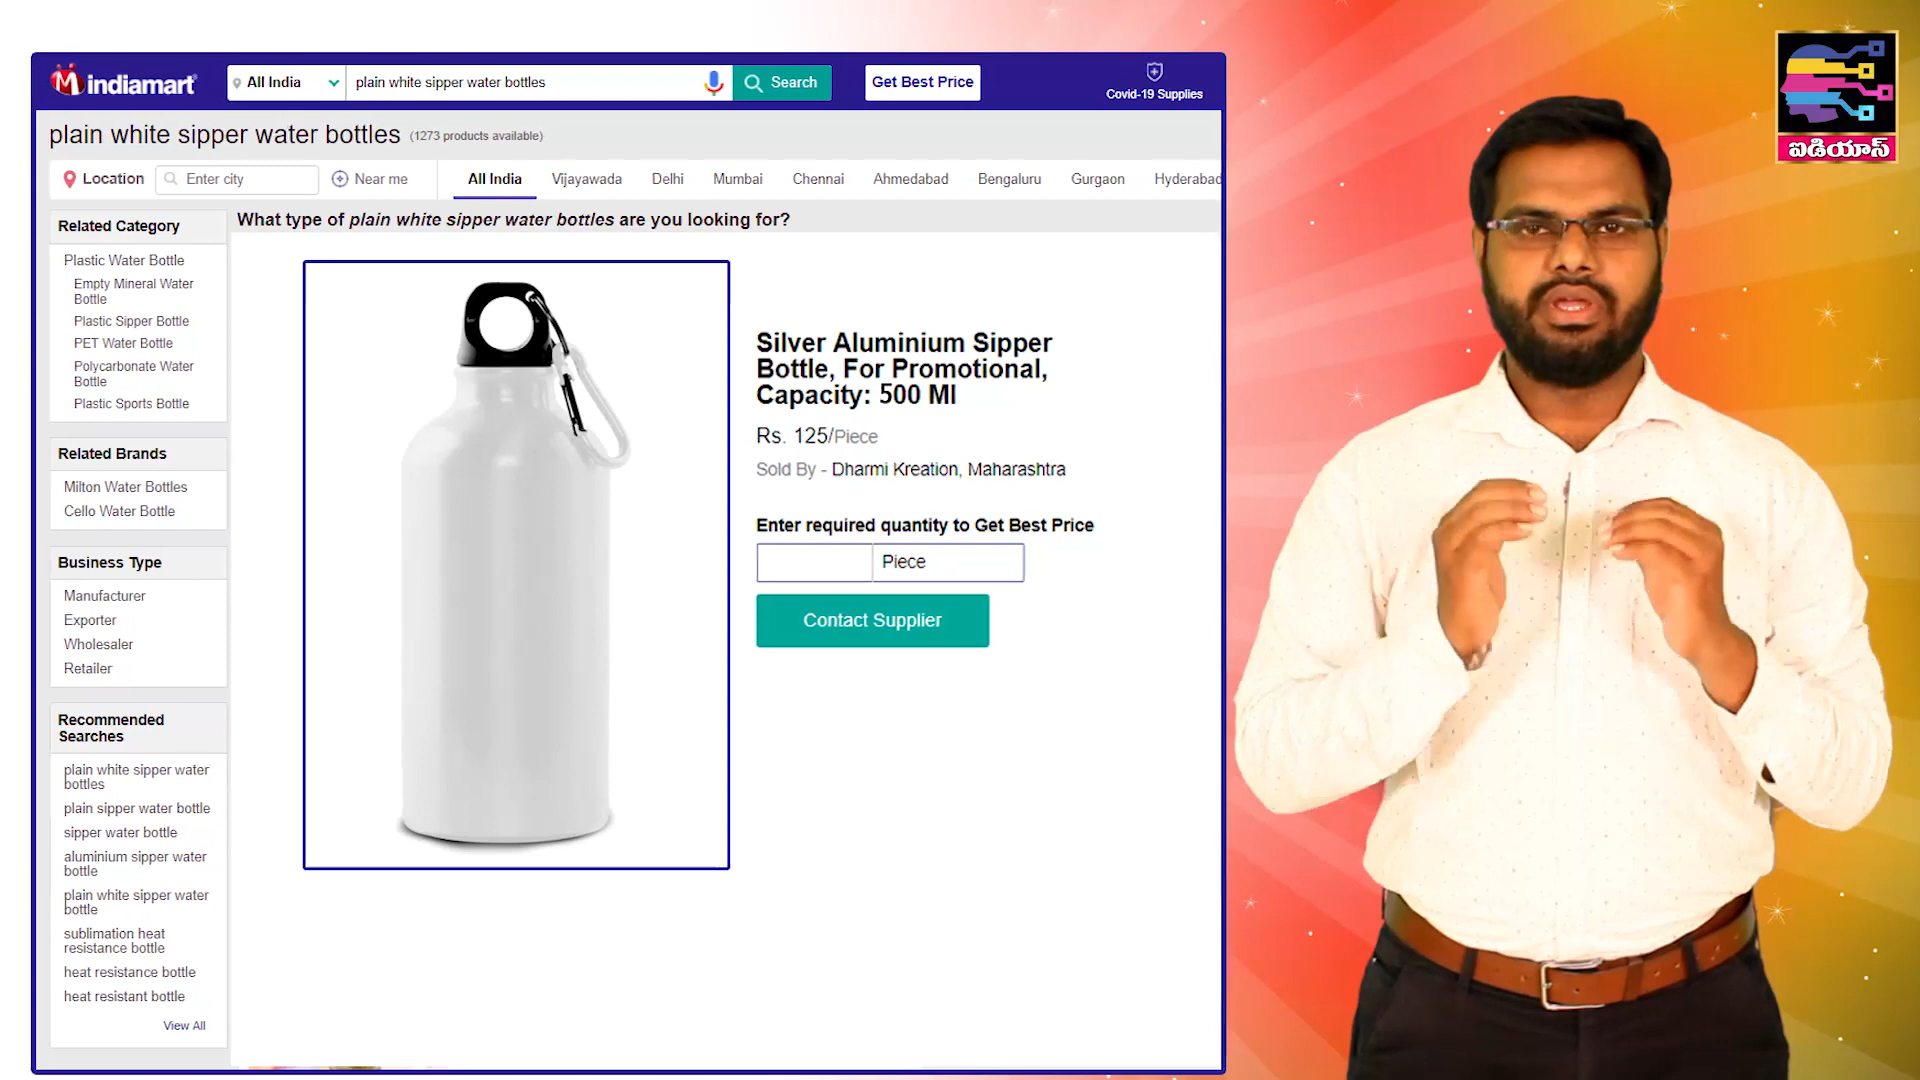 indiamart
All India
plain white sipper water bottles
Search
Get Best Price
Covid-19 Supplies
plain white sipper water bottles (1273 products available)
Location
Enter city
Near me
All India
Vijayawada
Delhi
Mumbai
Chennai
Ahmedabad
Bengaluru
Gurgaon
Hyderabad
Related Category
Plastic Water Bottle
Empty Mineral Water
Bottle
Plastic Sipper Bottle
PET Water Bottle
Polycarbonate Water
Bottle
Plastic Sports Bottle
Related Brands
Milton Water Bottles
Cello Water Bottle
Business Type
Manufacturer
Exporter
Wholesaler
Retailer
Recommended
Searches
plain white sipper water
bottles
plain sipper water bottle
sipper water bottle
aluminium sipper water
bottle
plain white sipper water
bottle
sublimation heat
resistance bottle
heat resistance bottle
heat resistant bottle
View All
What type of plain white sipper water bottles are you looking for?
Silver Aluminium Sipper
Bottle, For Promotional,
Capacity: 500 Ml
Rs. 125/Piece
Sold By - Dharmi Kreation, Maharashtra
Enter required quantity to Get Best Price
Piece
Contact Supplier
ఐడియాస్